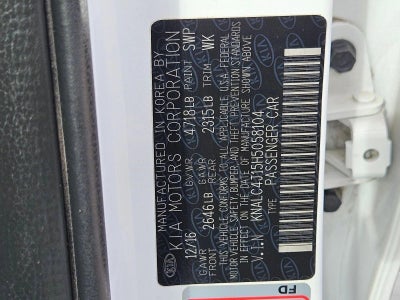 MANUFACTURED IN KOREA BY
KIA MOTORS CORPORATION
12/16 GVWR 4718LB PAINT SWP
GAWR FRONT 2646LB GAWR REAR 2315LB TRIM WK
THIS VEHICLE CONFORMS TO ALL APPLICABLE U.S.A. FEDERAL
MOTOR VEHICLE SAFETY, BUMPER, AND THEFT PREVENTION STANDARDS
IN EFFECT ON THE DATE OF MANUFACTURE SHOWN ABOVE.
V.I.N KNALC4J15H5058104
TYPE PASSENGER CAR
FD